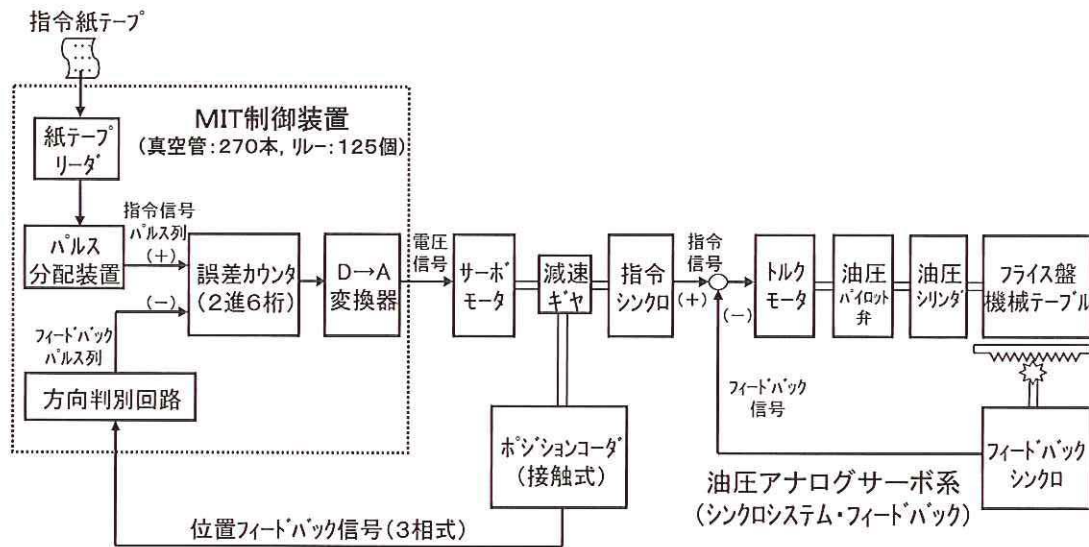 指令紙テープ
MIT制御装置
(真空管:270本, ﾘﾚｰ:125個)
紙テープ
リーダ
指令信号
パルス列
(+)
パルス
分配装置
(−)
フィードバック
パルス列
方向判別回路
誤差カウンタ
(2進6桁)
D→A
変換器
電圧
信号
サーボ
モータ
減速
ギヤ
指令
シンクロ
指令
信号
(+)
(−)
トルク
モータ
油圧
パイロット
弁
油圧
シリンダ
フライス盤
機械テーブル
フィードバック
信号
ポジションコーダ
(接触式)
フィードバック
シンクロ
油圧アナログサーボ系
(シンクロシステム・フィードバック)
位置フィードバック信号(3相式)